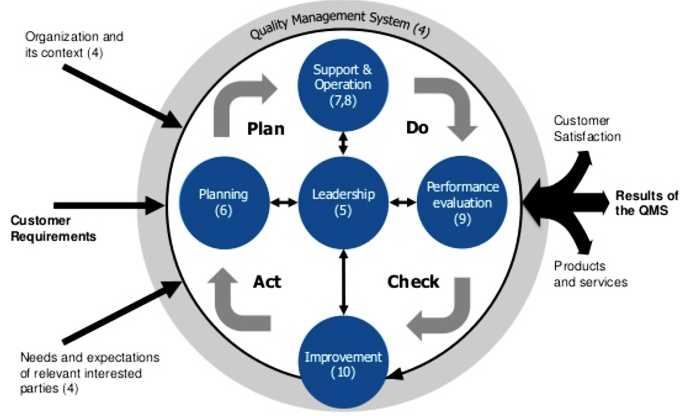 Quality Management System (4)
Organization and
its context (4)
Support &
Operation
(7,8)
Plan
Do
Customer
Satisfaction
Planning
(6)
Leadership
(5)
Performance
evaluation
(9)
Results of
the QMS
Customer
Requirements
Act
Check
Products
and services
Needs and expectations
of relevant interested
parties (4)
Improvement
(10)